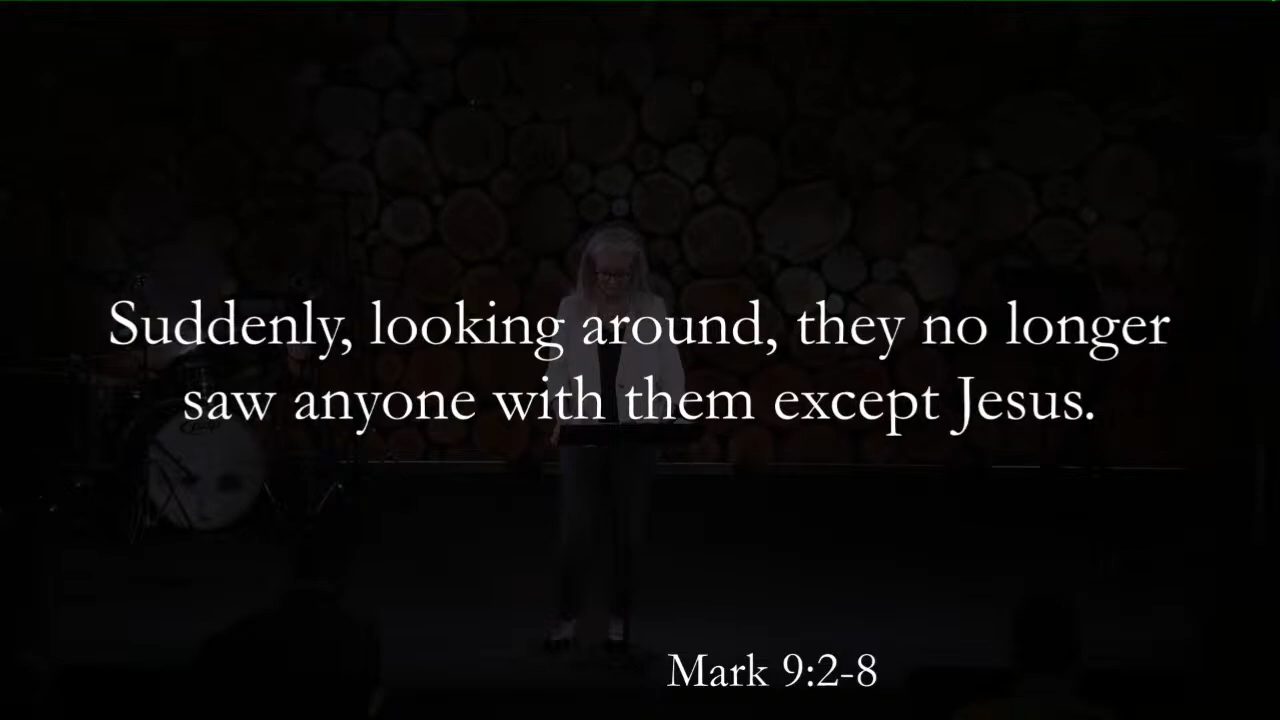 Suddenly, looking around, they no longer
saw anyone with them except Jesus.
Mark 9:2-8